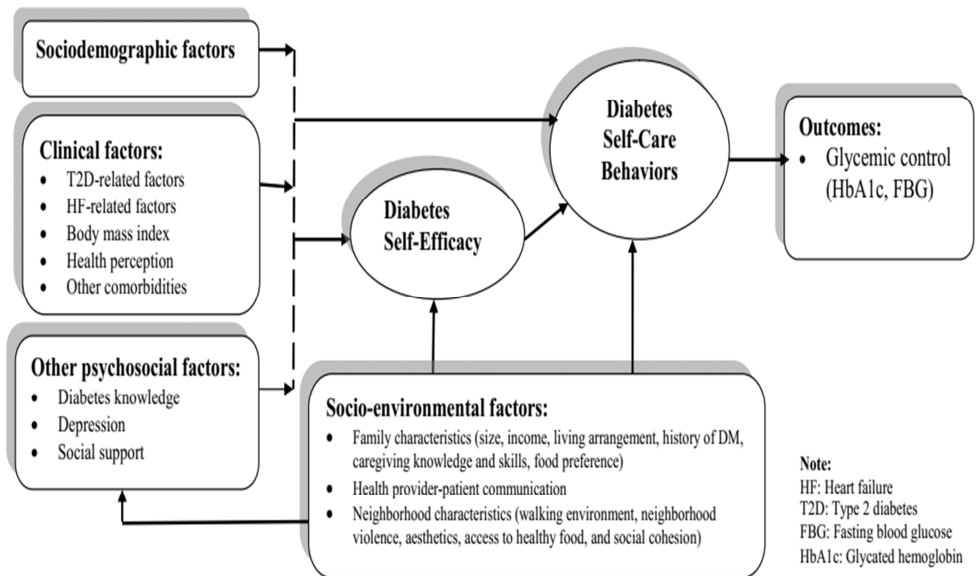 Sociodemographic factors
Clinical factors:
• T2D-related factors
• HF-related factors
• Body mass index
• Health perception
• Other comorbidities
Other psychosocial factors:
• Diabetes knowledge
• Depression
• Social support
Diabetes
Self-Efficacy
Diabetes
Self-Care
Behaviors
Outcomes:
• Glycemic control
(HbA1c, FBG)
Socio-environmental factors:
• Family characteristics (size, income, living arrangement, history of DM,
caregiving knowledge and skills, food preference)
• Health provider-patient communication
• Neighborhood characteristics (walking environment, neighborhood
violence, aesthetics, access to healthy food, and social cohesion)
Note:
HF: Heart failure
T2D: Type 2 diabetes
FBG: Fasting blood glucose
HbA1c: Glycated hemoglobin